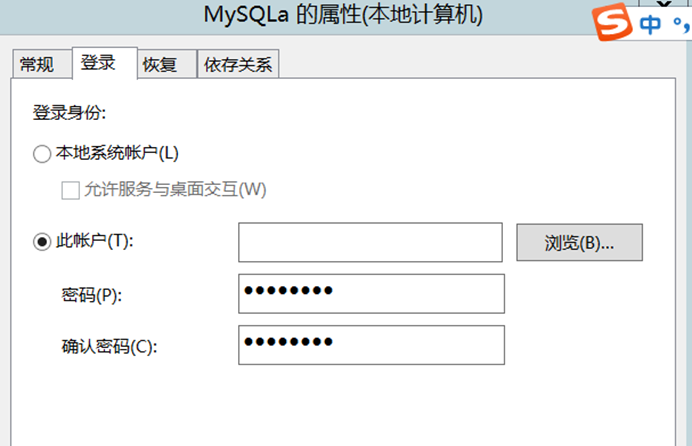 MySQLa 的属性(本地计算机)
中 °,
常规 登录 恢复 依存关系
登录身份:
本地系统帐户(L)
允许服务与桌面交互(W)
此帐户(T): 浏览(B)...
密码(P): ●●●●●●●●
确认密码(C): ●●●●●●●●